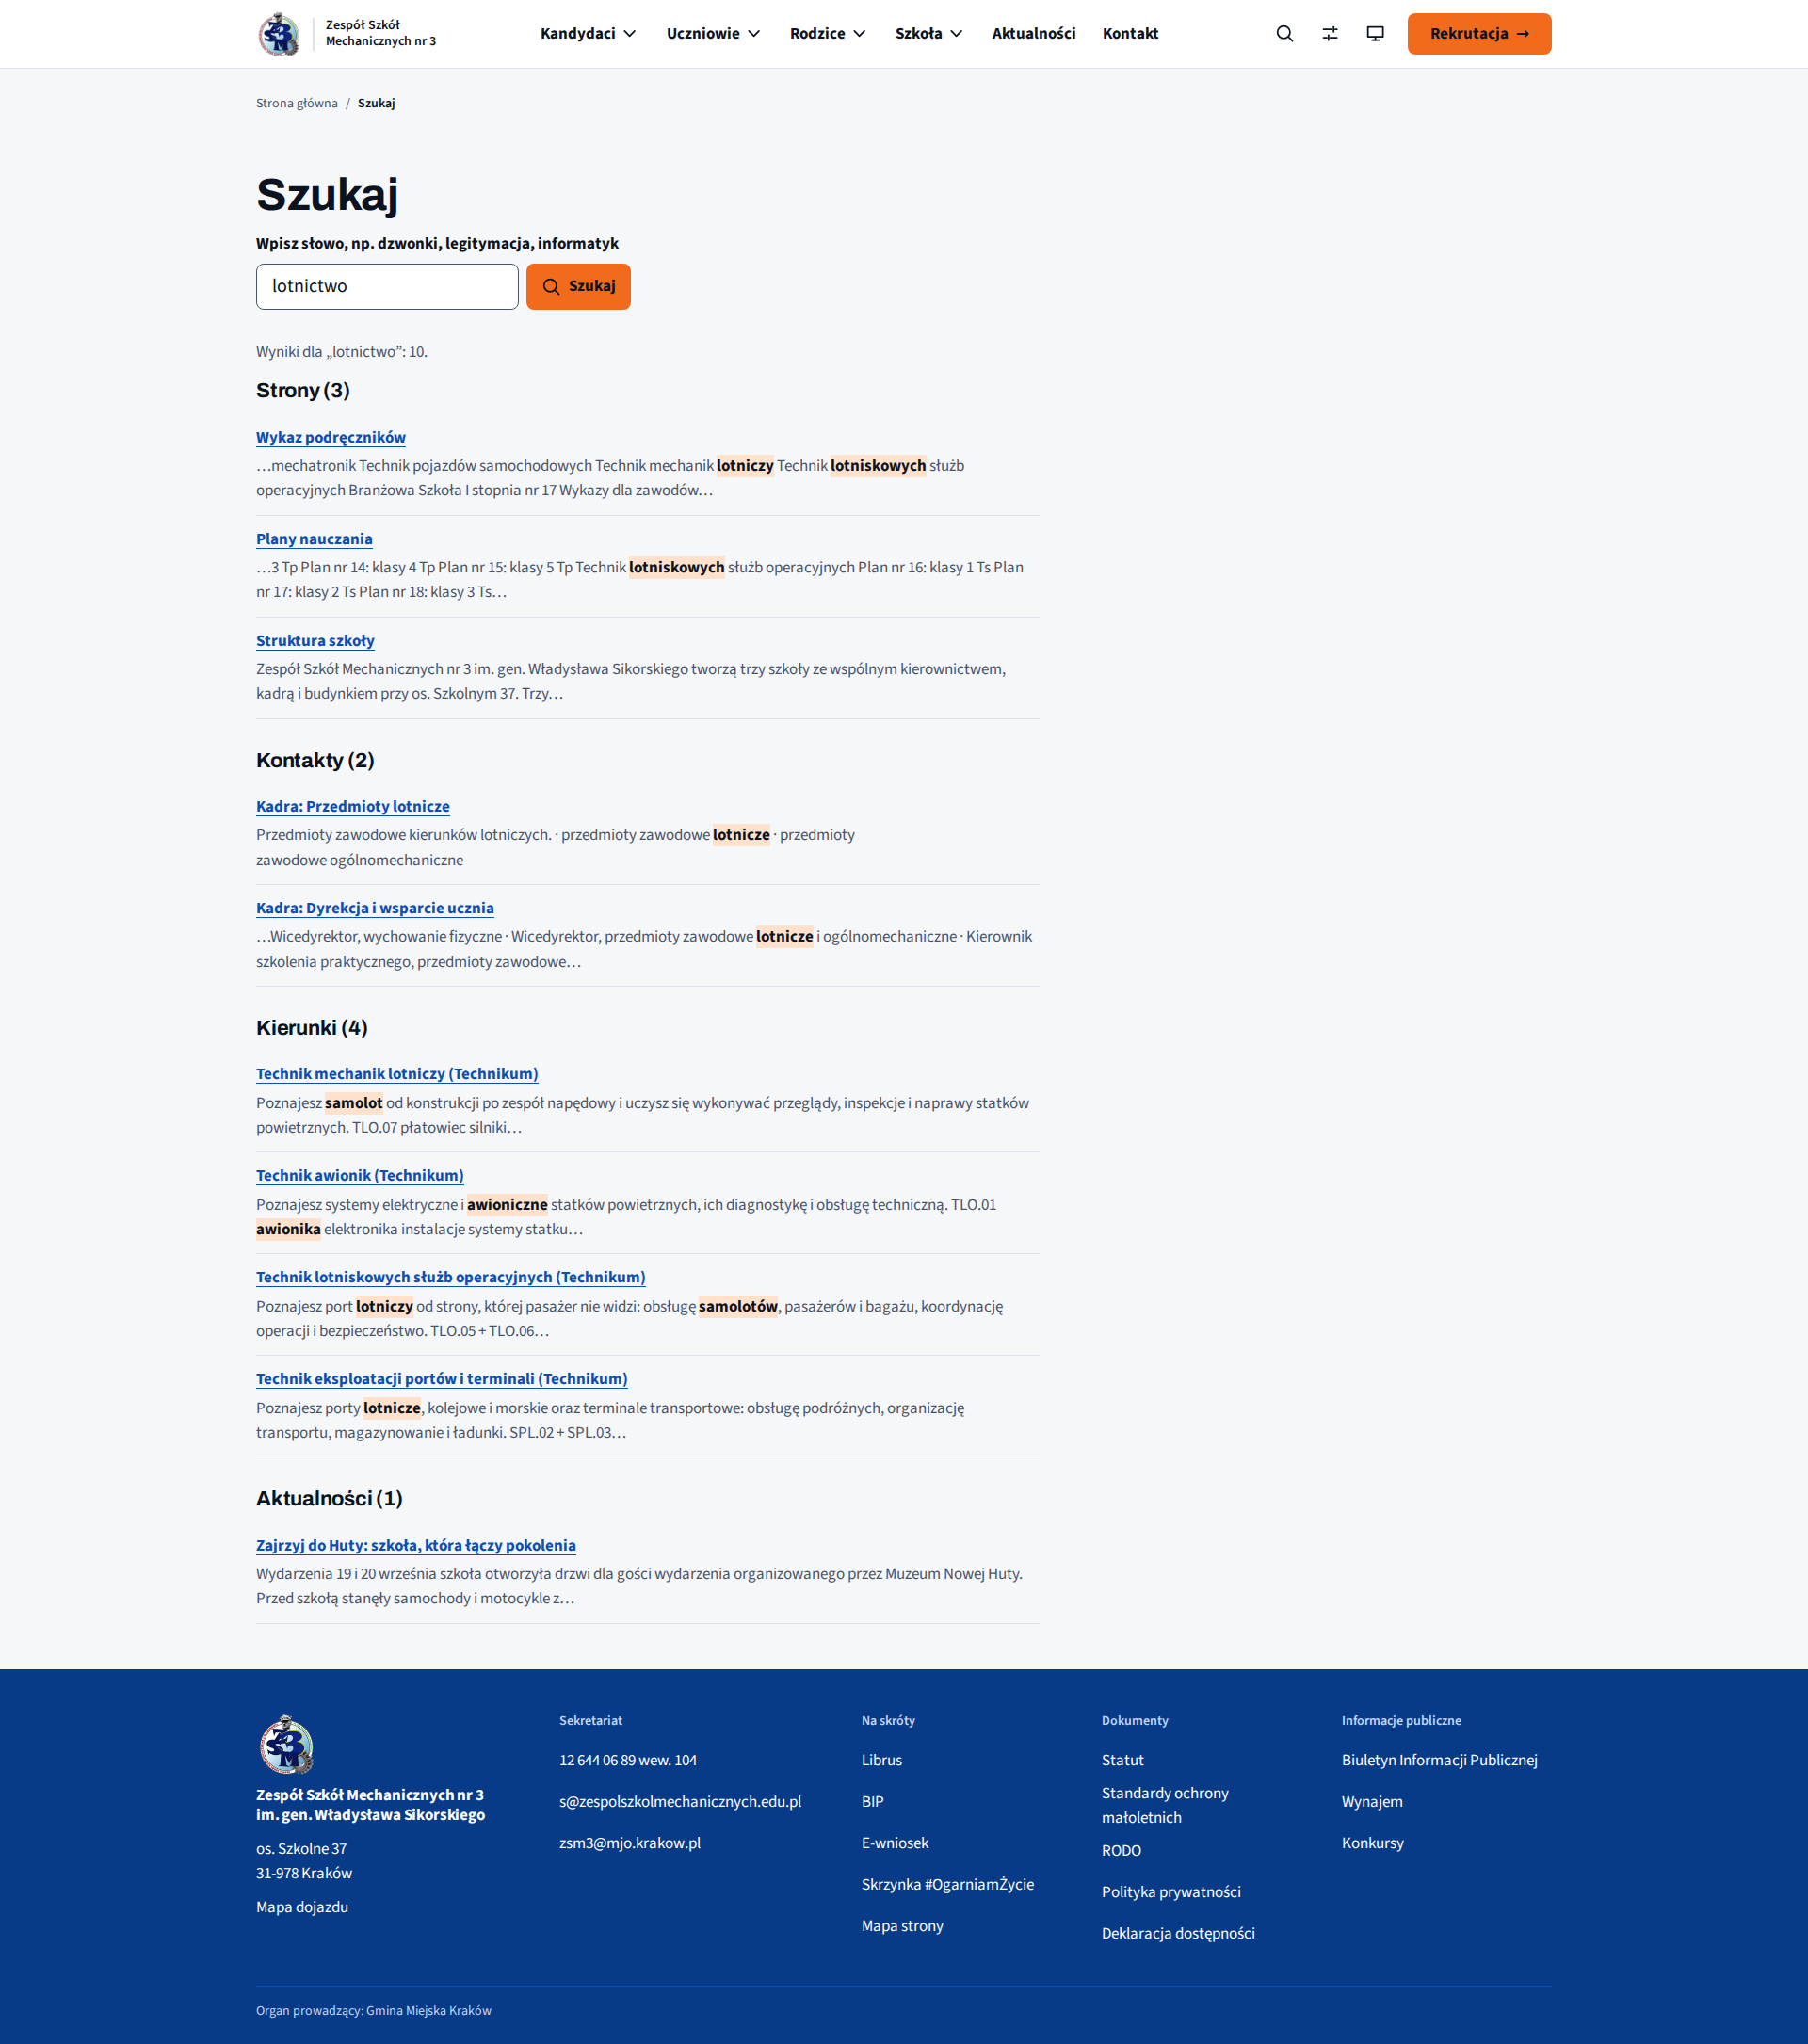 Zespół Szkół
Mechanicznych nr 3
Kandydaci
Uczniowie
Rodzice
Szkoła
Aktualności
Kontakt
Rekrutacja →
Strona główna / Szukaj
Szukaj
Wpisz słowo, np. dzwonki, legitymacja, informatyk
lotnictwo
Szukaj
Wyniki dla „lotnictwo”: 10.
Strony (3)
Wykaz podręczników
…mechatronik Technik pojazdów samochodowych Technik mechanik lotniczy Technik lotniskowych służb
operacyjnych Branżowa Szkoła I stopnia nr 17 Wykazy dla zawodów…
Plany nauczania
…3 Tp Plan nr 14: klasy 4 Tp Plan nr 15: klasy 5 Tp Technik lotniskowych służb operacyjnych Plan nr 16: klasy 1 Ts Plan
nr 17: klasy 2 Ts Plan nr 18: klasy 3 Ts…
Struktura szkoły
Zespół Szkół Mechanicznych nr 3 im. gen. Władysława Sikorskiego tworzą trzy szkoły ze wspólnym kierownictwem,
kadrą i budynkiem przy os. Szkolnym 37. Trzy…
Kontakty (2)
Kadra: Przedmioty lotnicze
Przedmioty zawodowe kierunków lotniczych. · przedmioty zawodowe lotnicze · przedmioty
zawodowe ogólnomechaniczne
Kadra: Dyrekcja i wsparcie ucznia
…Wicedyrektor, wychowanie fizyczne · Wicedyrektor, przedmioty zawodowe lotnicze i ogólnomechaniczne · Kierownik
szkolenia praktycznego, przedmioty zawodowe…
Kierunki (4)
Technik mechanik lotniczy (Technikum)
Poznajesz samolot od konstrukcji po zespół napędowy i uczysz się wykonywać przeglądy, inspekcje i naprawy statków
powietrznych. TLO.07 płatowiec silniki…
Technik awionik (Technikum)
Poznajesz systemy elektryczne i awioniczne statków powietrznych, ich diagnostykę i obsługę techniczną. TLO.01
awionika elektronika instalacje systemy statku…
Technik lotniskowych służb operacyjnych (Technikum)
Poznajesz port lotniczy od strony, której pasażer nie widzi: obsługę samolotów, pasażerów i bagażu, koordynację
operacji i bezpieczeństwo. TLO.05 + TLO.06…
Technik eksploatacji portów i terminali (Technikum)
Poznajesz porty lotnicze, kolejowe i morskie oraz terminale transportowe: obsługę podróżnych, organizację
transportu, magazynowanie i ładunki. SPL.02 + SPL.03…
Aktualności (1)
Zajrzyj do Huty: szkoła, która łączy pokolenia
Wydarzenia 19 i 20 września szkoła otworzyła drzwi dla gości wydarzenia organizowanego przez Muzeum Nowej Huty.
Przed szkołą stanęły samochody i motocykle z…
Zespół Szkół Mechanicznych nr 3
im. gen. Władysława Sikorskiego
os. Szkolne 37
31-978 Kraków
Mapa dojazdu
Sekretariat
12 644 06 89 wew. 104
s@zespolszkolmechanicznych.edu.pl
zsm3@mjo.krakow.pl
Na skróty
Librus
BIP
E-wniosek
Skrzynka #OgarniamŻycie
Mapa strony
Dokumenty
Statut
Standardy ochrony
małoletnich
RODO
Polityka prywatności
Deklaracja dostępności
Informacje publiczne
Biuletyn Informacji Publicznej
Wynajem
Konkursy
Organ prowadzący: Gmina Miejska Kraków